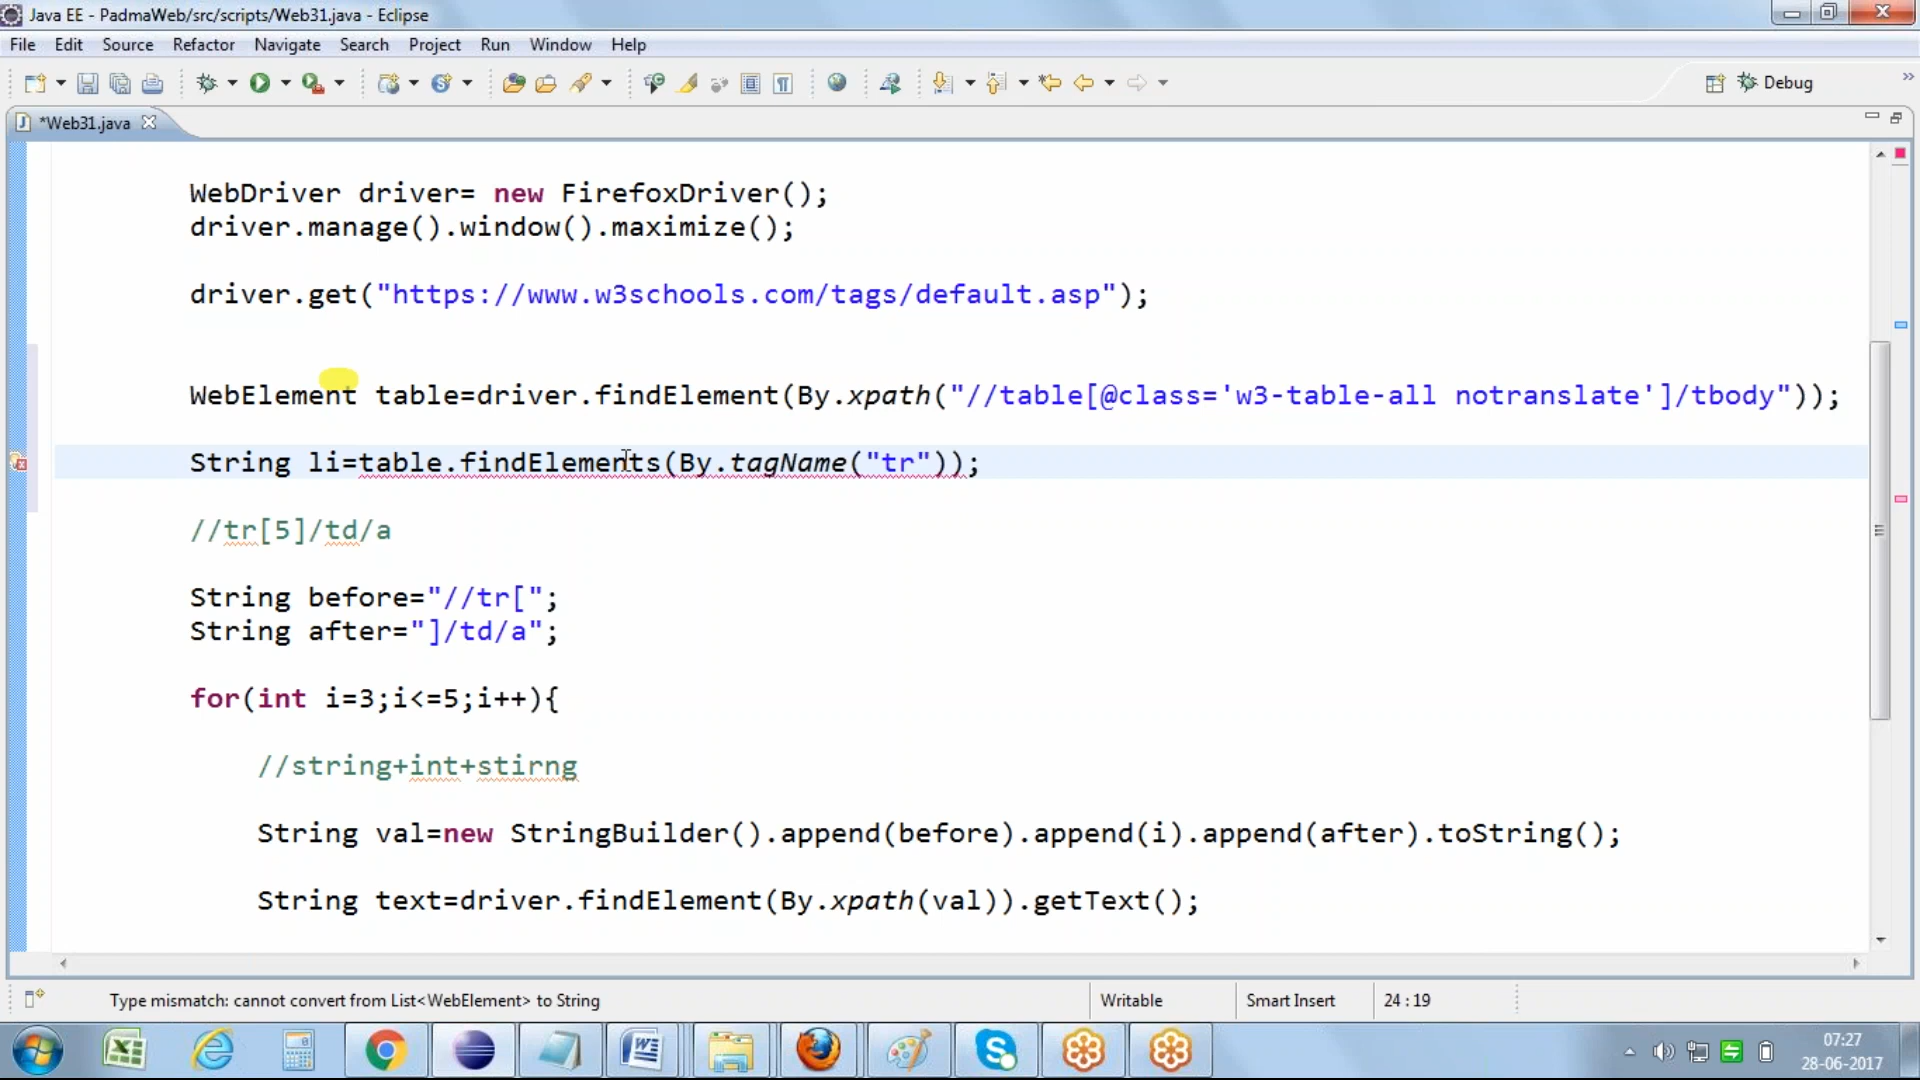 Java EE - PadmaWeb/src/scripts/Web31.java - Eclipse
File Edit Source Refactor Navigate Search Project Run Window Help
Debug
*Web31.java
WebDriver driver= new FirefoxDriver();
driver.manage().window().maximize();
driver.get("https://www.w3schools.com/tags/default.asp");
WebElement table=driver.findElement(By.xpath("//table[@class='w3-table-all notranslate']/tbody"));
String li=table.findElements(By.tagName("tr"));
//tr[5]/td/a
String before="//tr[";
String after="]/td/a";
for(int i=3;i<=5;i++){
//string+int+stirng
String val=new StringBuilder().append(before).append(i).append(after).toString();
String text=driver.findElement(By.xpath(val)).getText();
Type mismatch: cannot convert from List<WebElement> to String
Writable
Smart Insert
24 : 19
07:27
28-06-2017